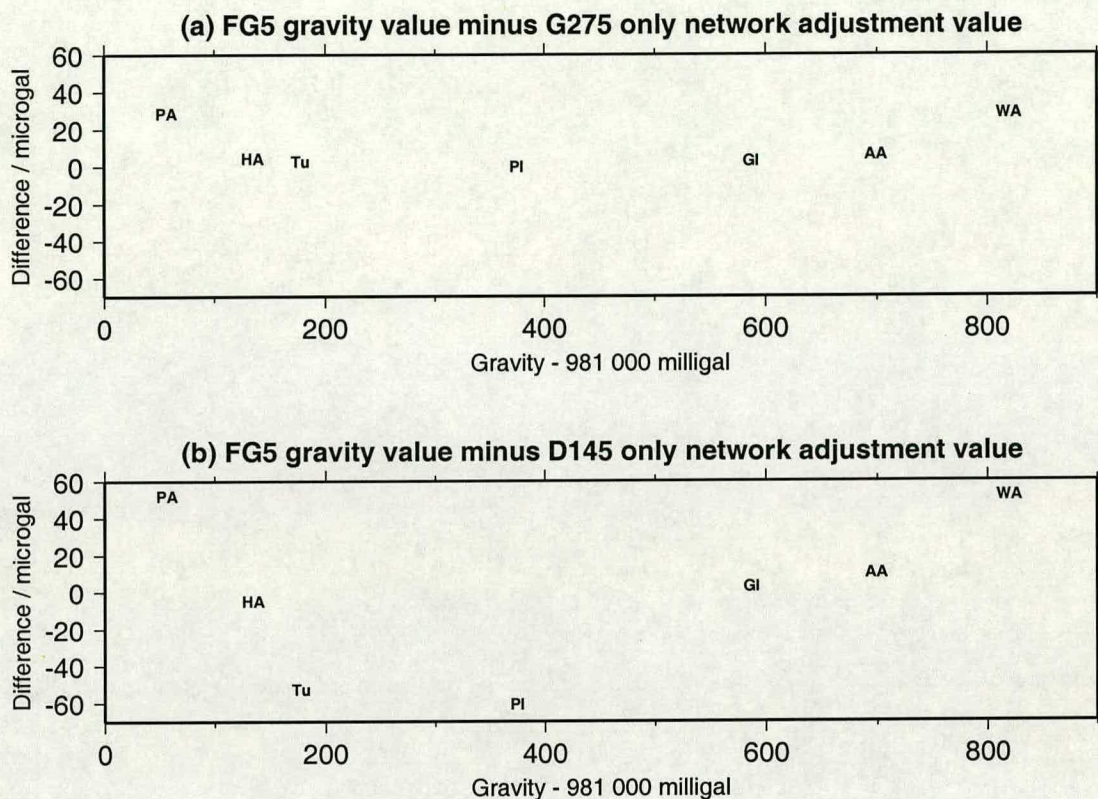 (a) FG5 gravity value minus G275 only network adjustment value
Difference / microgal
60
40
20
0
-20
-40
-60
PA
HA
Tu
PI
GI
AA
WA
0 200 400 600 800
Gravity - 981 000 milligal
(b) FG5 gravity value minus D145 only network adjustment value
Difference / microgal
60
40
20
0
-20
-40
-60
PA
HA
Tu
PI
GI
AA
WA
0 200 400 600 800
Gravity - 981 000 milligal